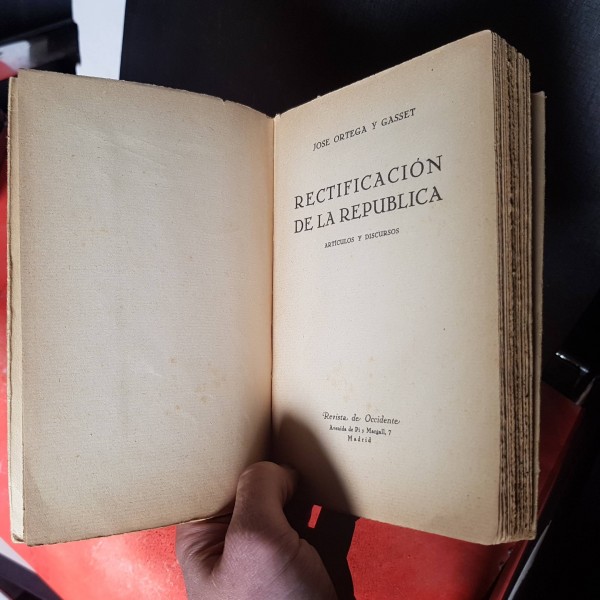 JOSE ORTEGA Y GASSET
RECTIFICACIÓN
DE LA REPUBLICA
ARTÍCULOS Y DISCURSOS
Revista de Occidente
Avenida de Pi y Margall, 7
Madrid